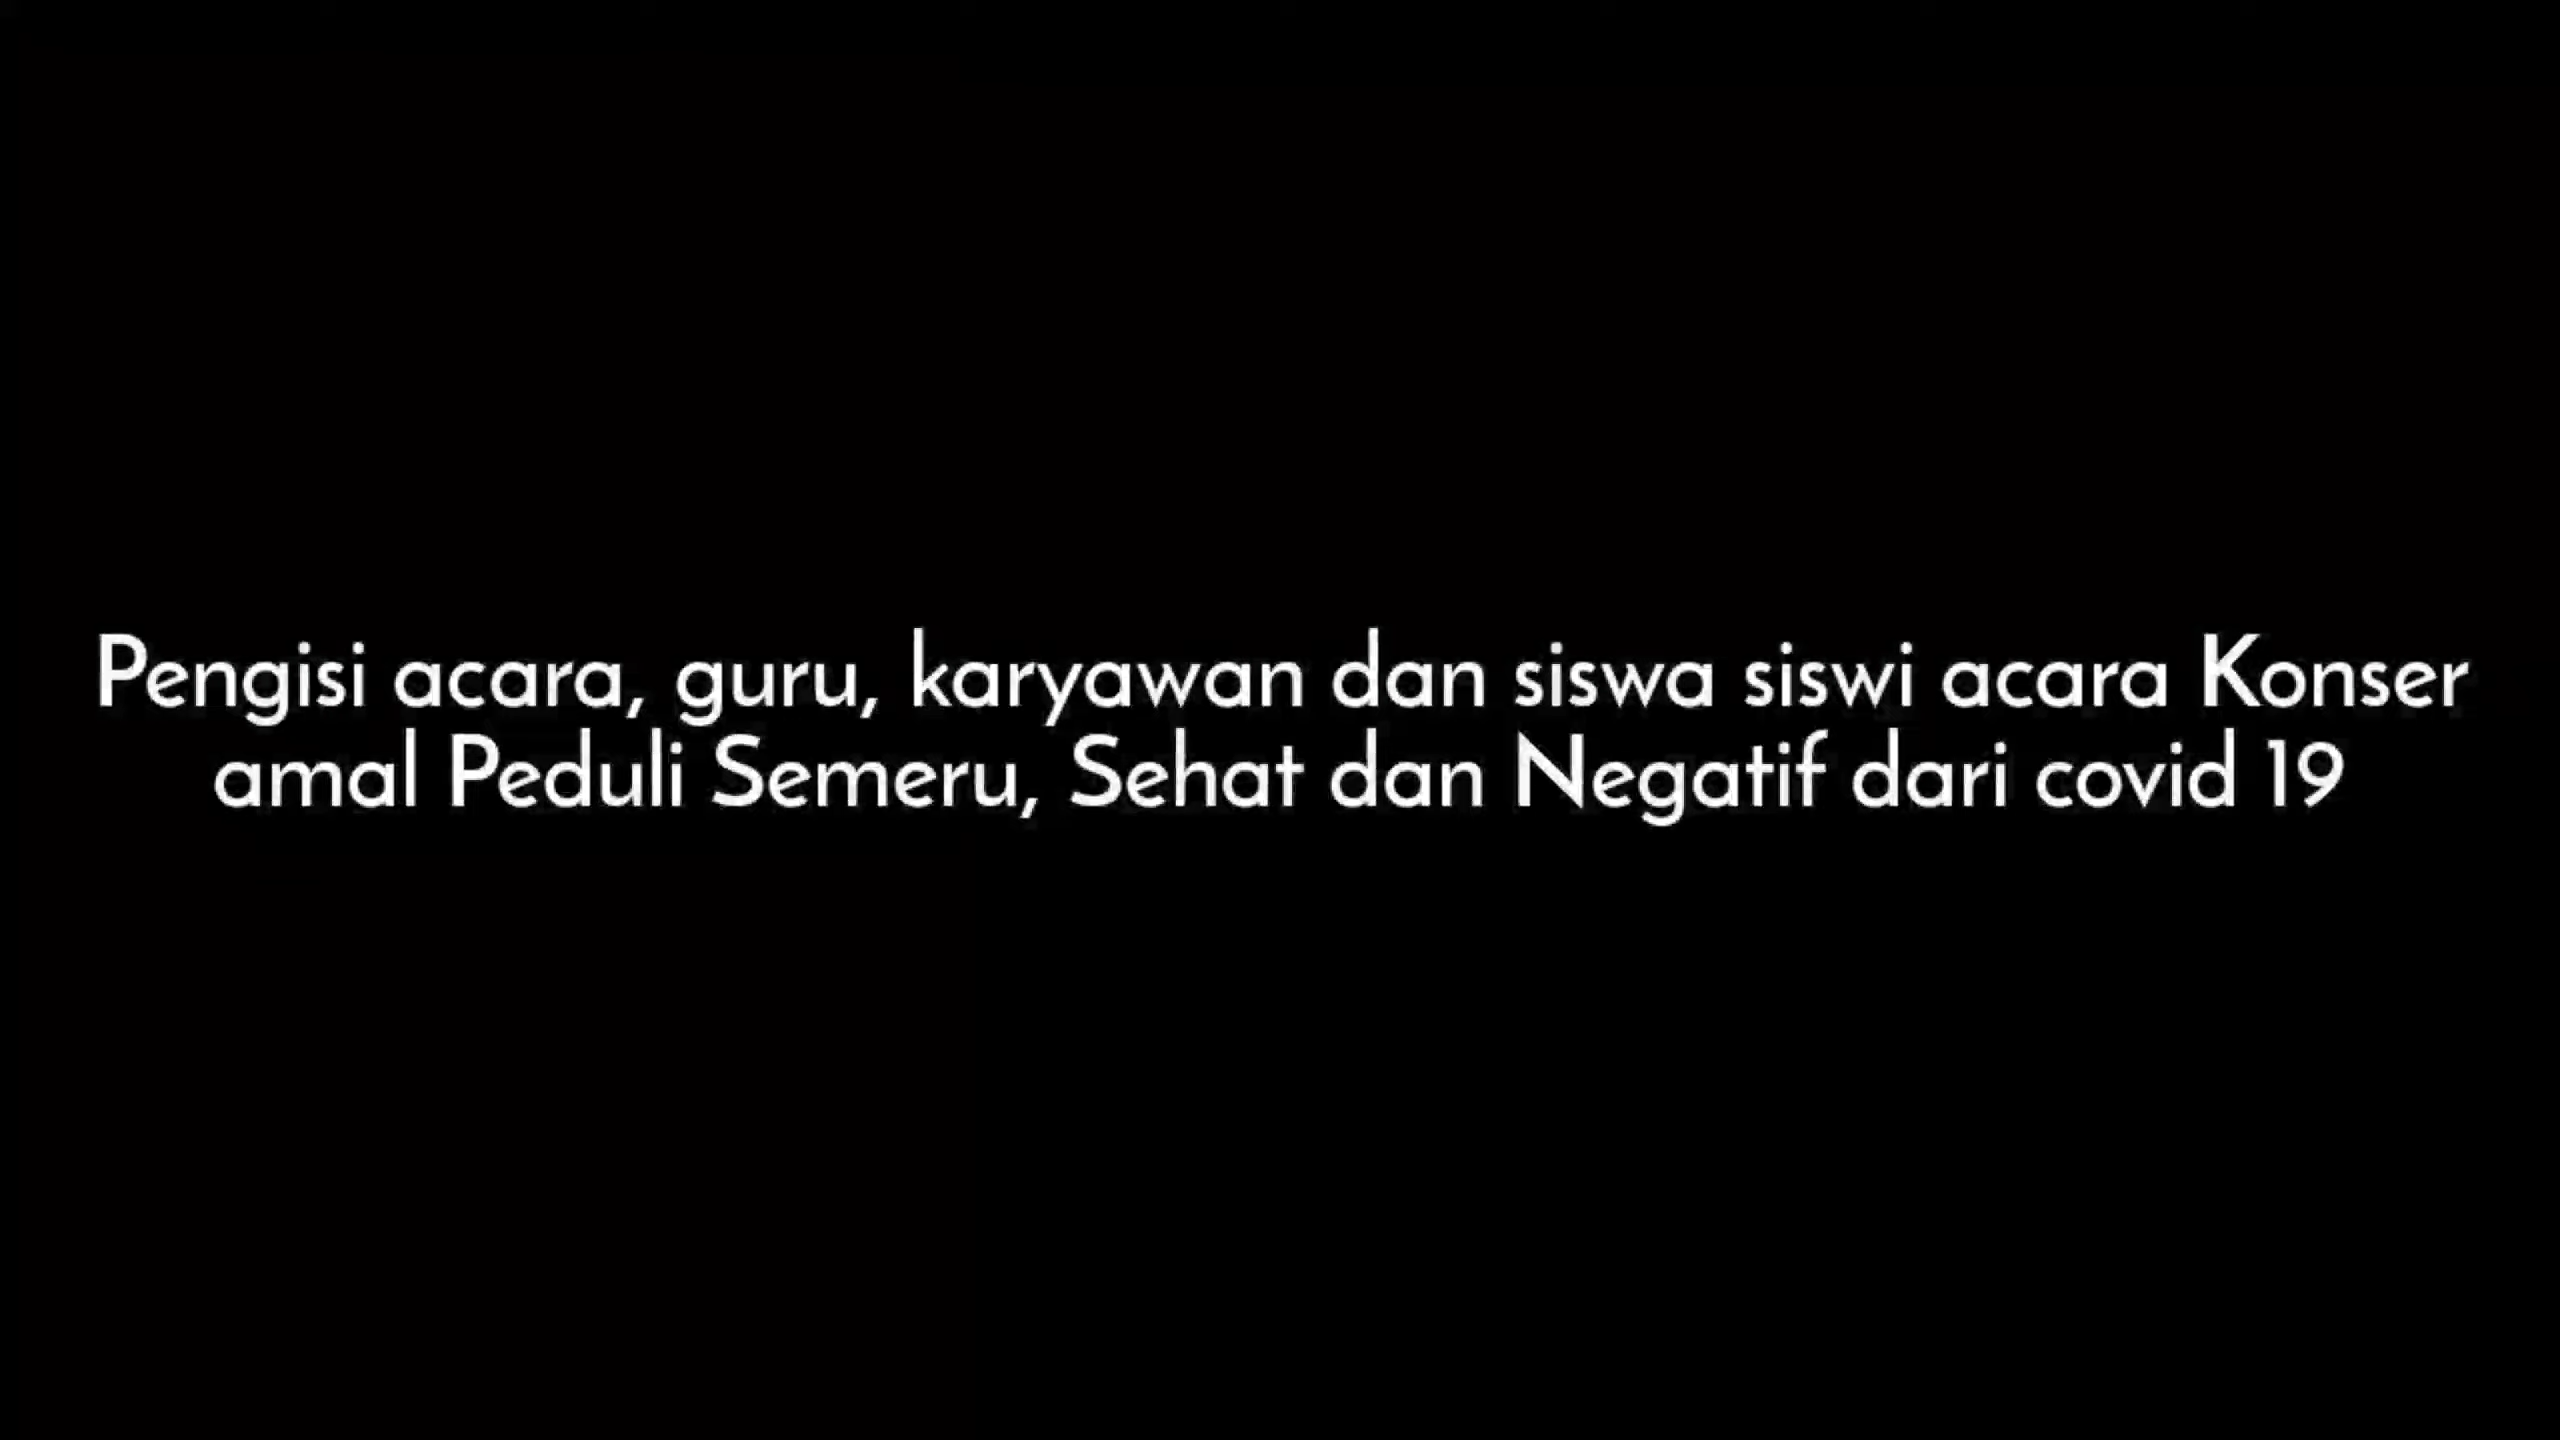 Pengisi acara, guru, karyawan dan siswa siswi acara Konser
amal Peduli Semeru, Sehat dan Negatif dari covid 19